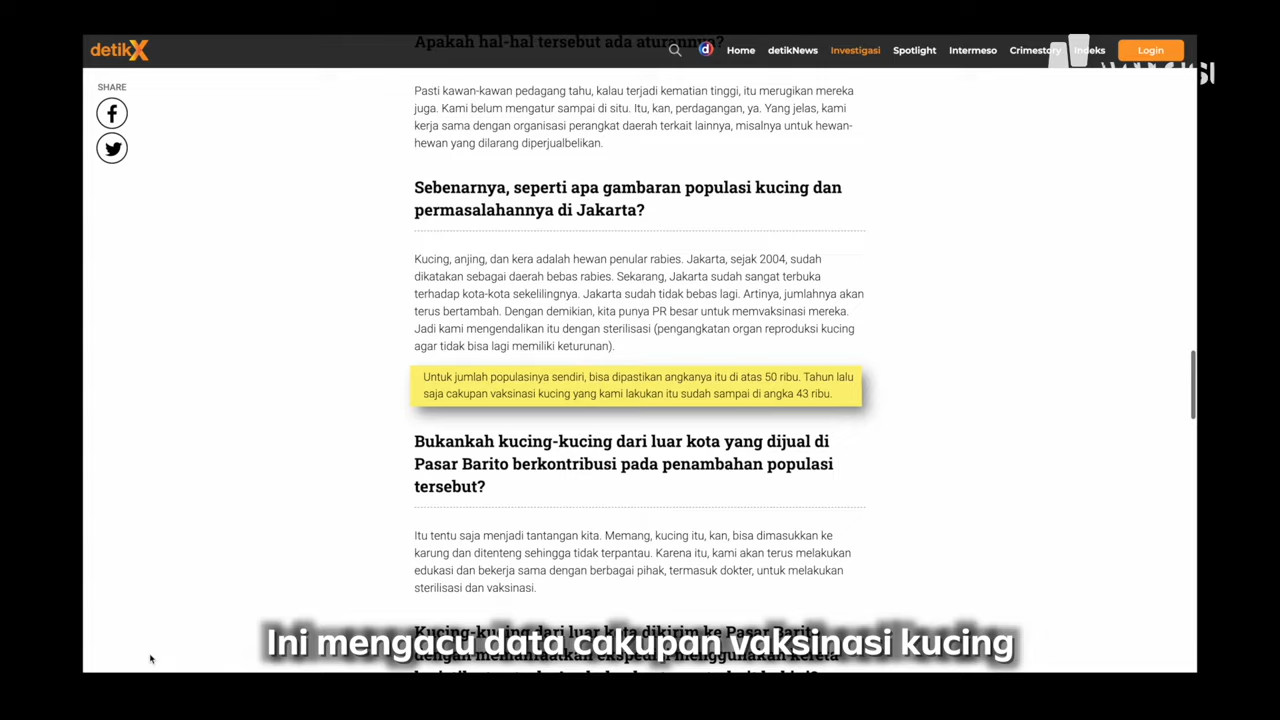 Apakah hal-hal tersebut ada aturannya?
detikX
Home detikNews Investigasi Spotlight Intermeso Crimestory Indeks Login
SHARE
Pasti kawan-kawan pedagang tahu, kalau terjadi kematian tinggi, itu merugikan mereka
juga. Kami belum mengatur sampai di situ. Itu, kan, perdagangan, ya. Yang jelas, kami
kerja sama dengan organisasi perangkat daerah terkait lainnya, misalnya untuk hewan-
hewan yang dilarang diperjualbelikan.
Sebenarnya, seperti apa gambaran populasi kucing dan
permasalahannya di Jakarta?
Kucing, anjing, dan kera adalah hewan penular rabies. Jakarta, sejak 2004, sudah
dikatakan sebagai daerah bebas rabies. Sekarang, Jakarta sudah sangat terbuka
terhadap kota-kota sekelilingnya. Jakarta sudah tidak bebas lagi. Artinya, jumlahnya akan
terus bertambah. Dengan demikian, kita punya PR besar untuk memvaksinasi mereka.
Jadi kami mengendalikan itu dengan sterilisasi (pengangkatan organ reproduksi kucing
agar tidak bisa lagi memiliki keturunan).
Untuk jumlah populasinya sendiri, bisa dipastikan angkanya itu di atas 50 ribu. Tahun lalu
saja cakupan vaksinasi kucing yang kami lakukan itu sudah sampai di angka 43 ribu.
Bukankah kucing-kucing dari luar kota yang dijual di
Pasar Barito berkontribusi pada penambahan populasi
tersebut?
Itu tentu saja menjadi tantangan kita. Memang, kucing itu, kan, bisa dimasukkan ke
karung dan ditenteng sehingga tidak terpantau. Karena itu, kami akan terus melakukan
edukasi dan bekerja sama dengan berbagai pihak, termasuk dokter, untuk melakukan
sterilisasi dan vaksinasi.
Kucing-kucing dari luar kota dikirim ke Pasar Barito
Ini mengacu data cakupan vaksinasi kucing
dengan memanfaatkan ekspedisi menggunakan kereta